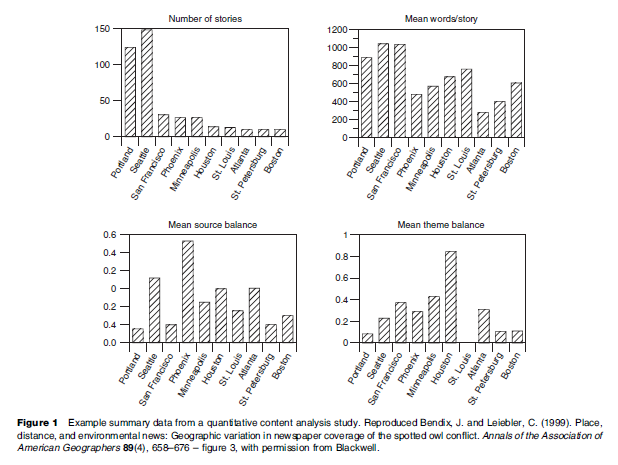 Number of stories
150
100
50
0
Portland
Seattle
San Francisco
Phoenix
Minneapolis
Houston
St. Louis
Atlanta
St. Petersburg
Boston
Mean words/story
1200
1000
800
600
400
200
0
Portland
Seattle
San Francisco
Phoenix
Minneapolis
Houston
St. Louis
Atlanta
St. Petersburg
Boston
Mean source balance
0.6
0.4
0.2
0
0.2
0.4
0.0
Portland
Seattle
San Francisco
Phoenix
Minneapolis
Houston
St. Louis
Atlanta
St. Petersburg
Boston
Mean theme balance
1
0.8
0.6
0.4
0.2
0
Portland
Seattle
San Francisco
Phoenix
Minneapolis
Houston
St. Louis
Atlanta
St. Petersburg
Boston
Figure 1 Example summary data from a quantitative content analysis study. Reproduced Bendix, J. and Leiebler, C. (1999). Place,
distance, and environmental news: Geographic variation in newspaper coverage of the spotted owl conflict. Annals of the Association of
American Geographers 89(4), 658–676 – figure 3, with permission from Blackwell.